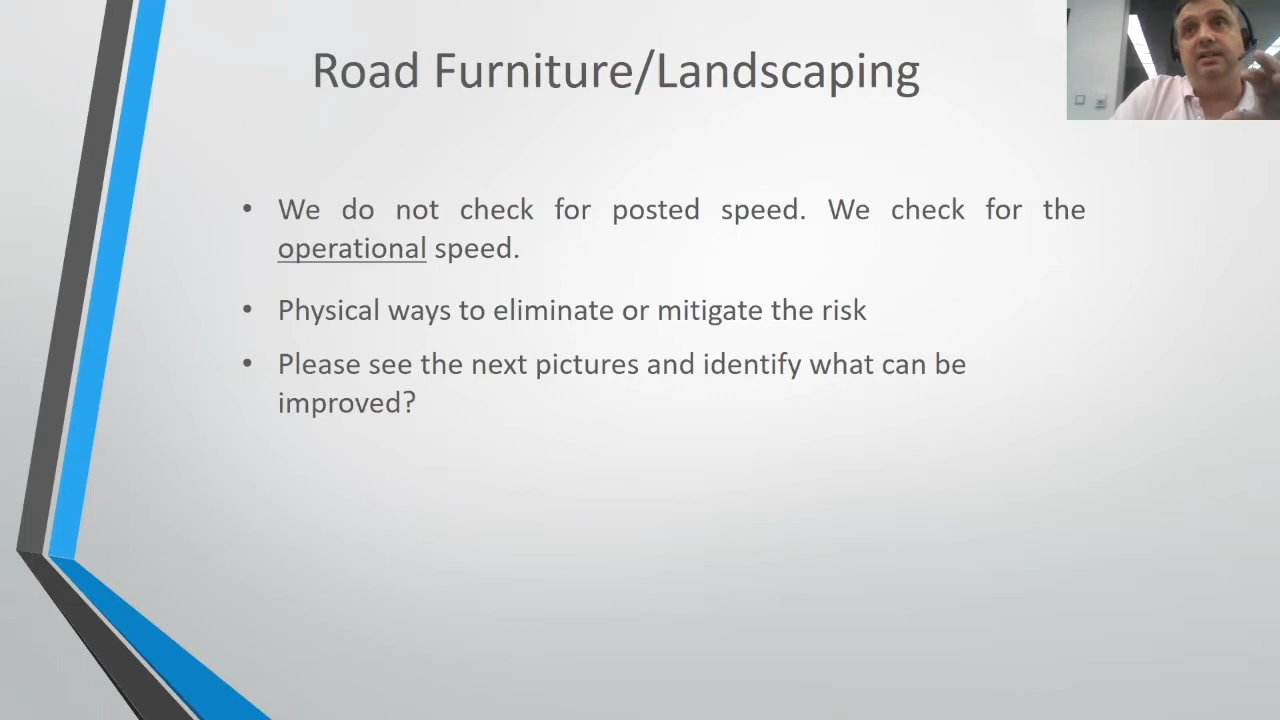 Road Furniture/Landscaping
• We do not check for posted speed. We check for the
operational speed.
• Physical ways to eliminate or mitigate the risk
• Please see the next pictures and identify what can be
improved?